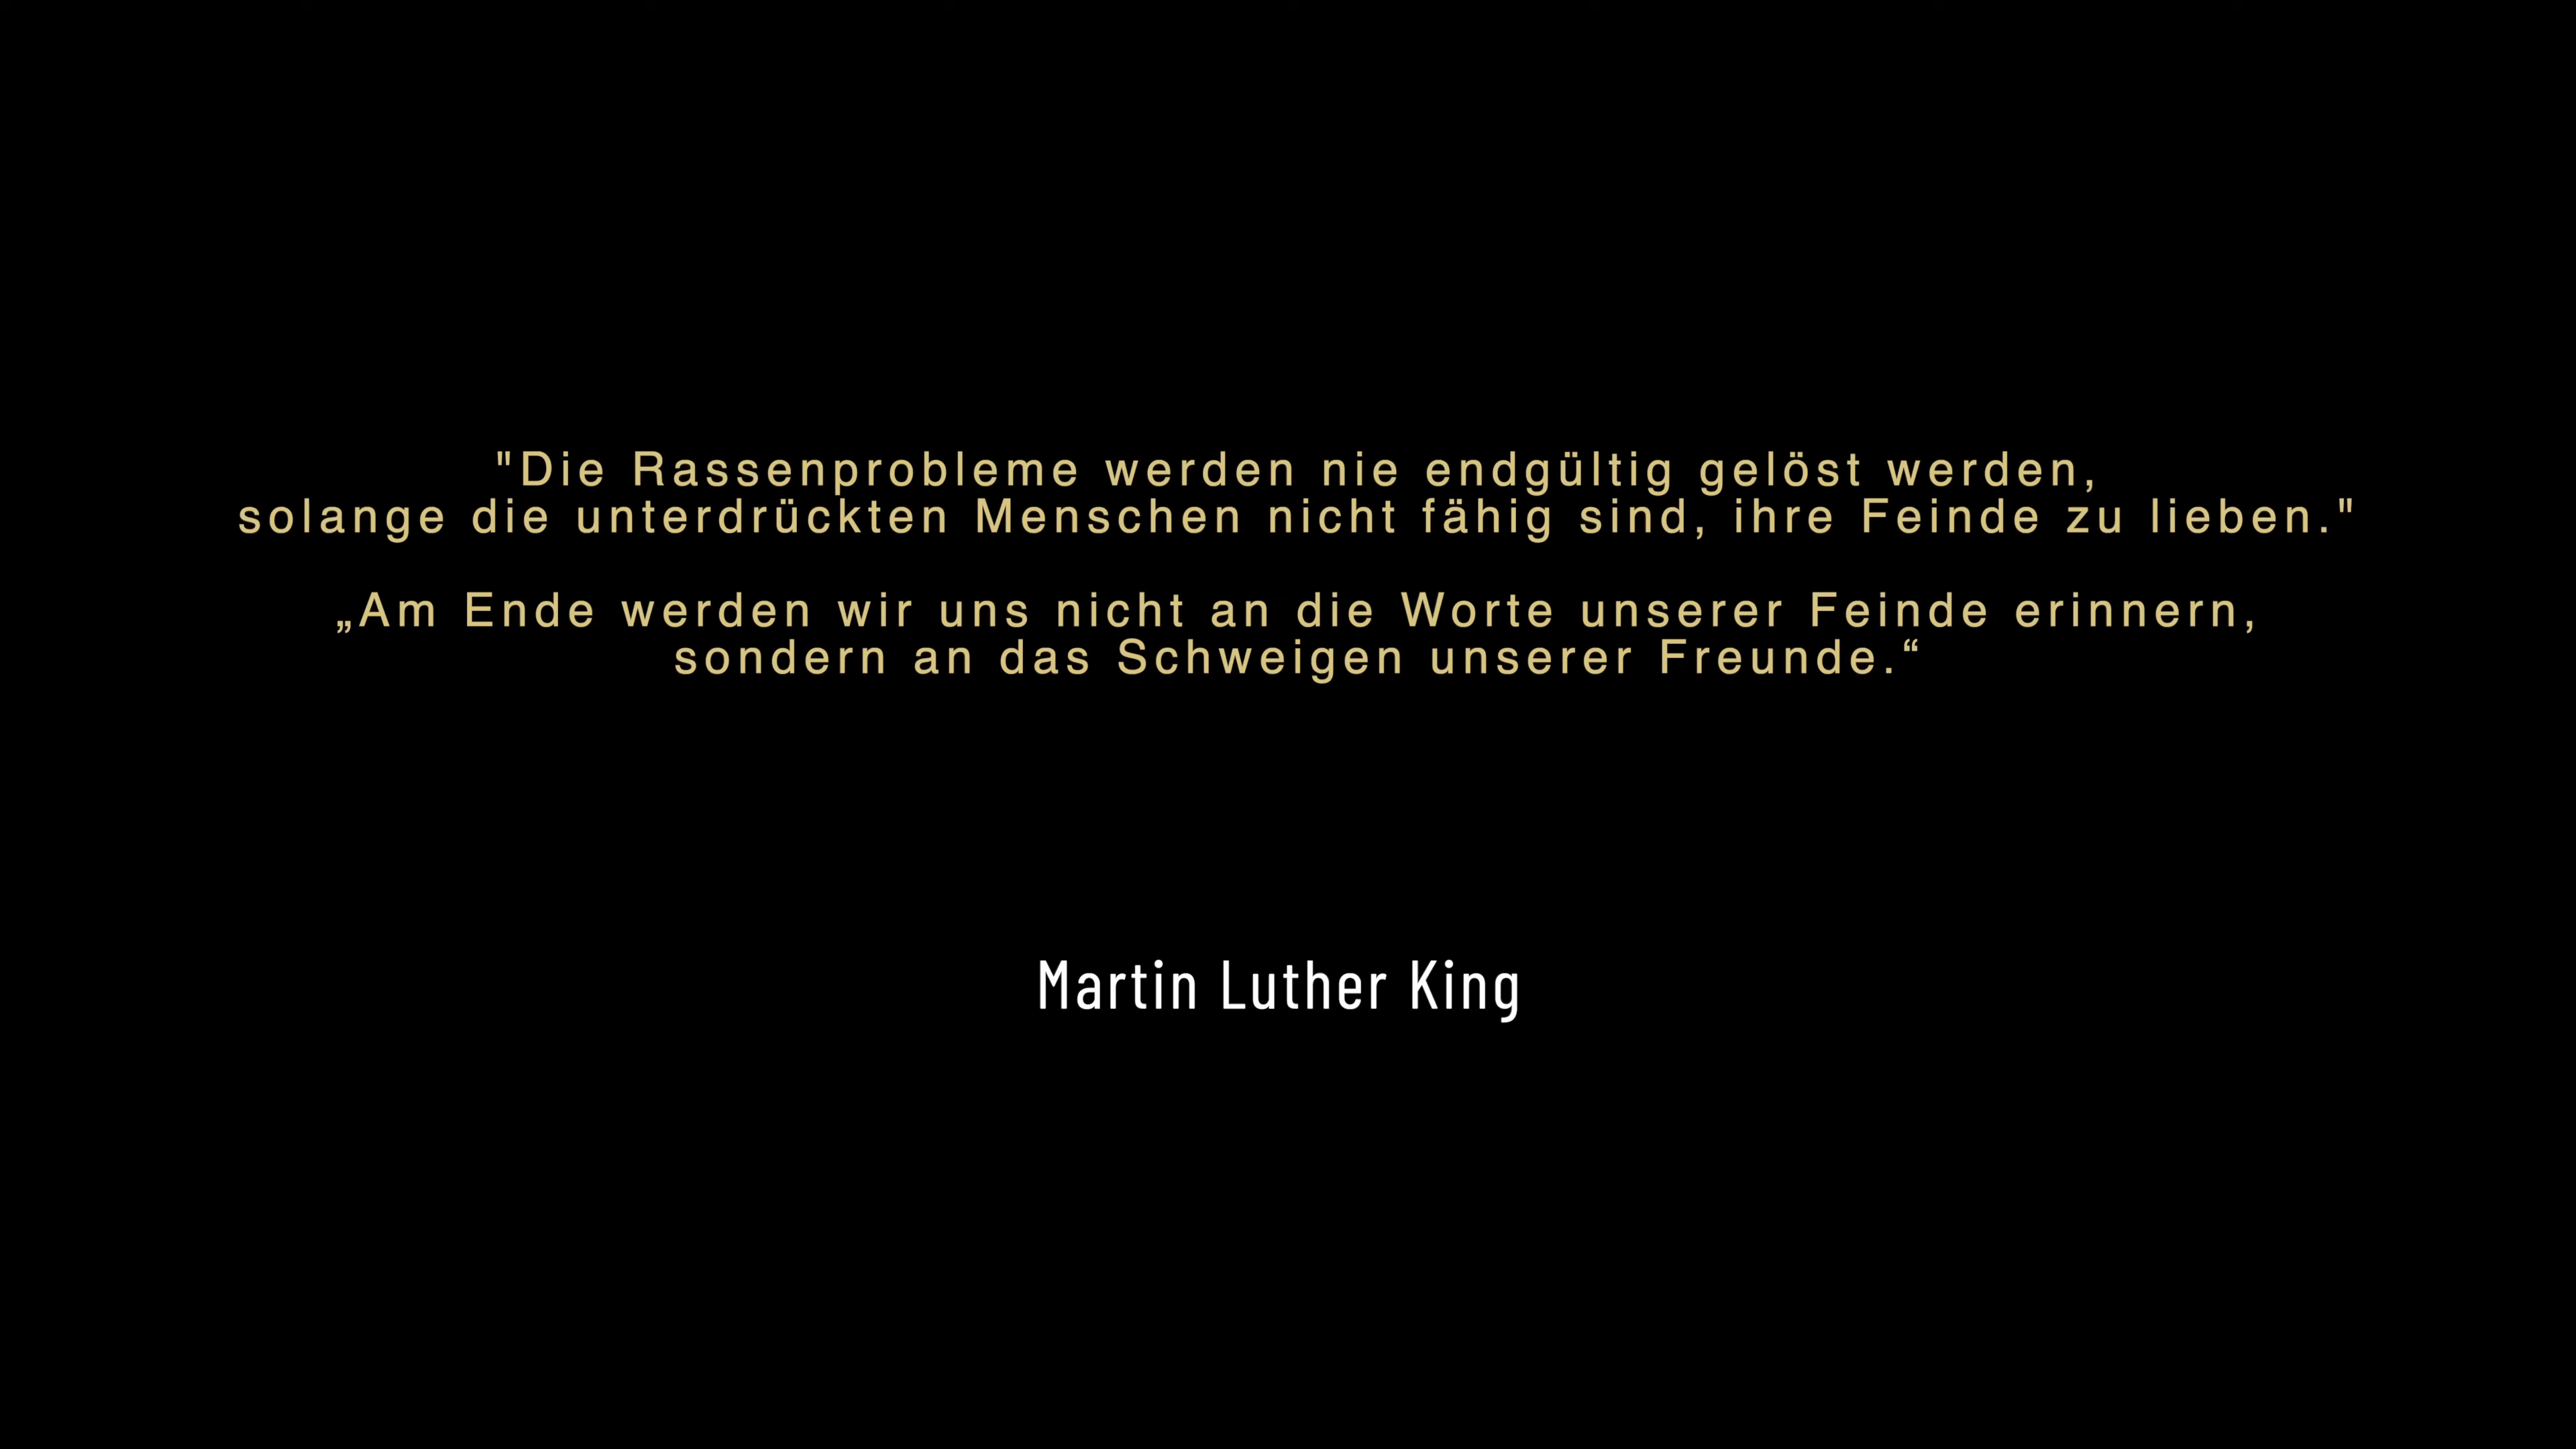 "Die Rassenprobleme werden nie endgültig gelöst werden,
solange die unterdrückten Menschen nicht fähig sind, ihre Feinde zu lieben."
„Am Ende werden wir uns nicht an die Worte unserer Feinde erinnern,
sondern an das Schweigen unserer Freunde.“
Martin Luther King